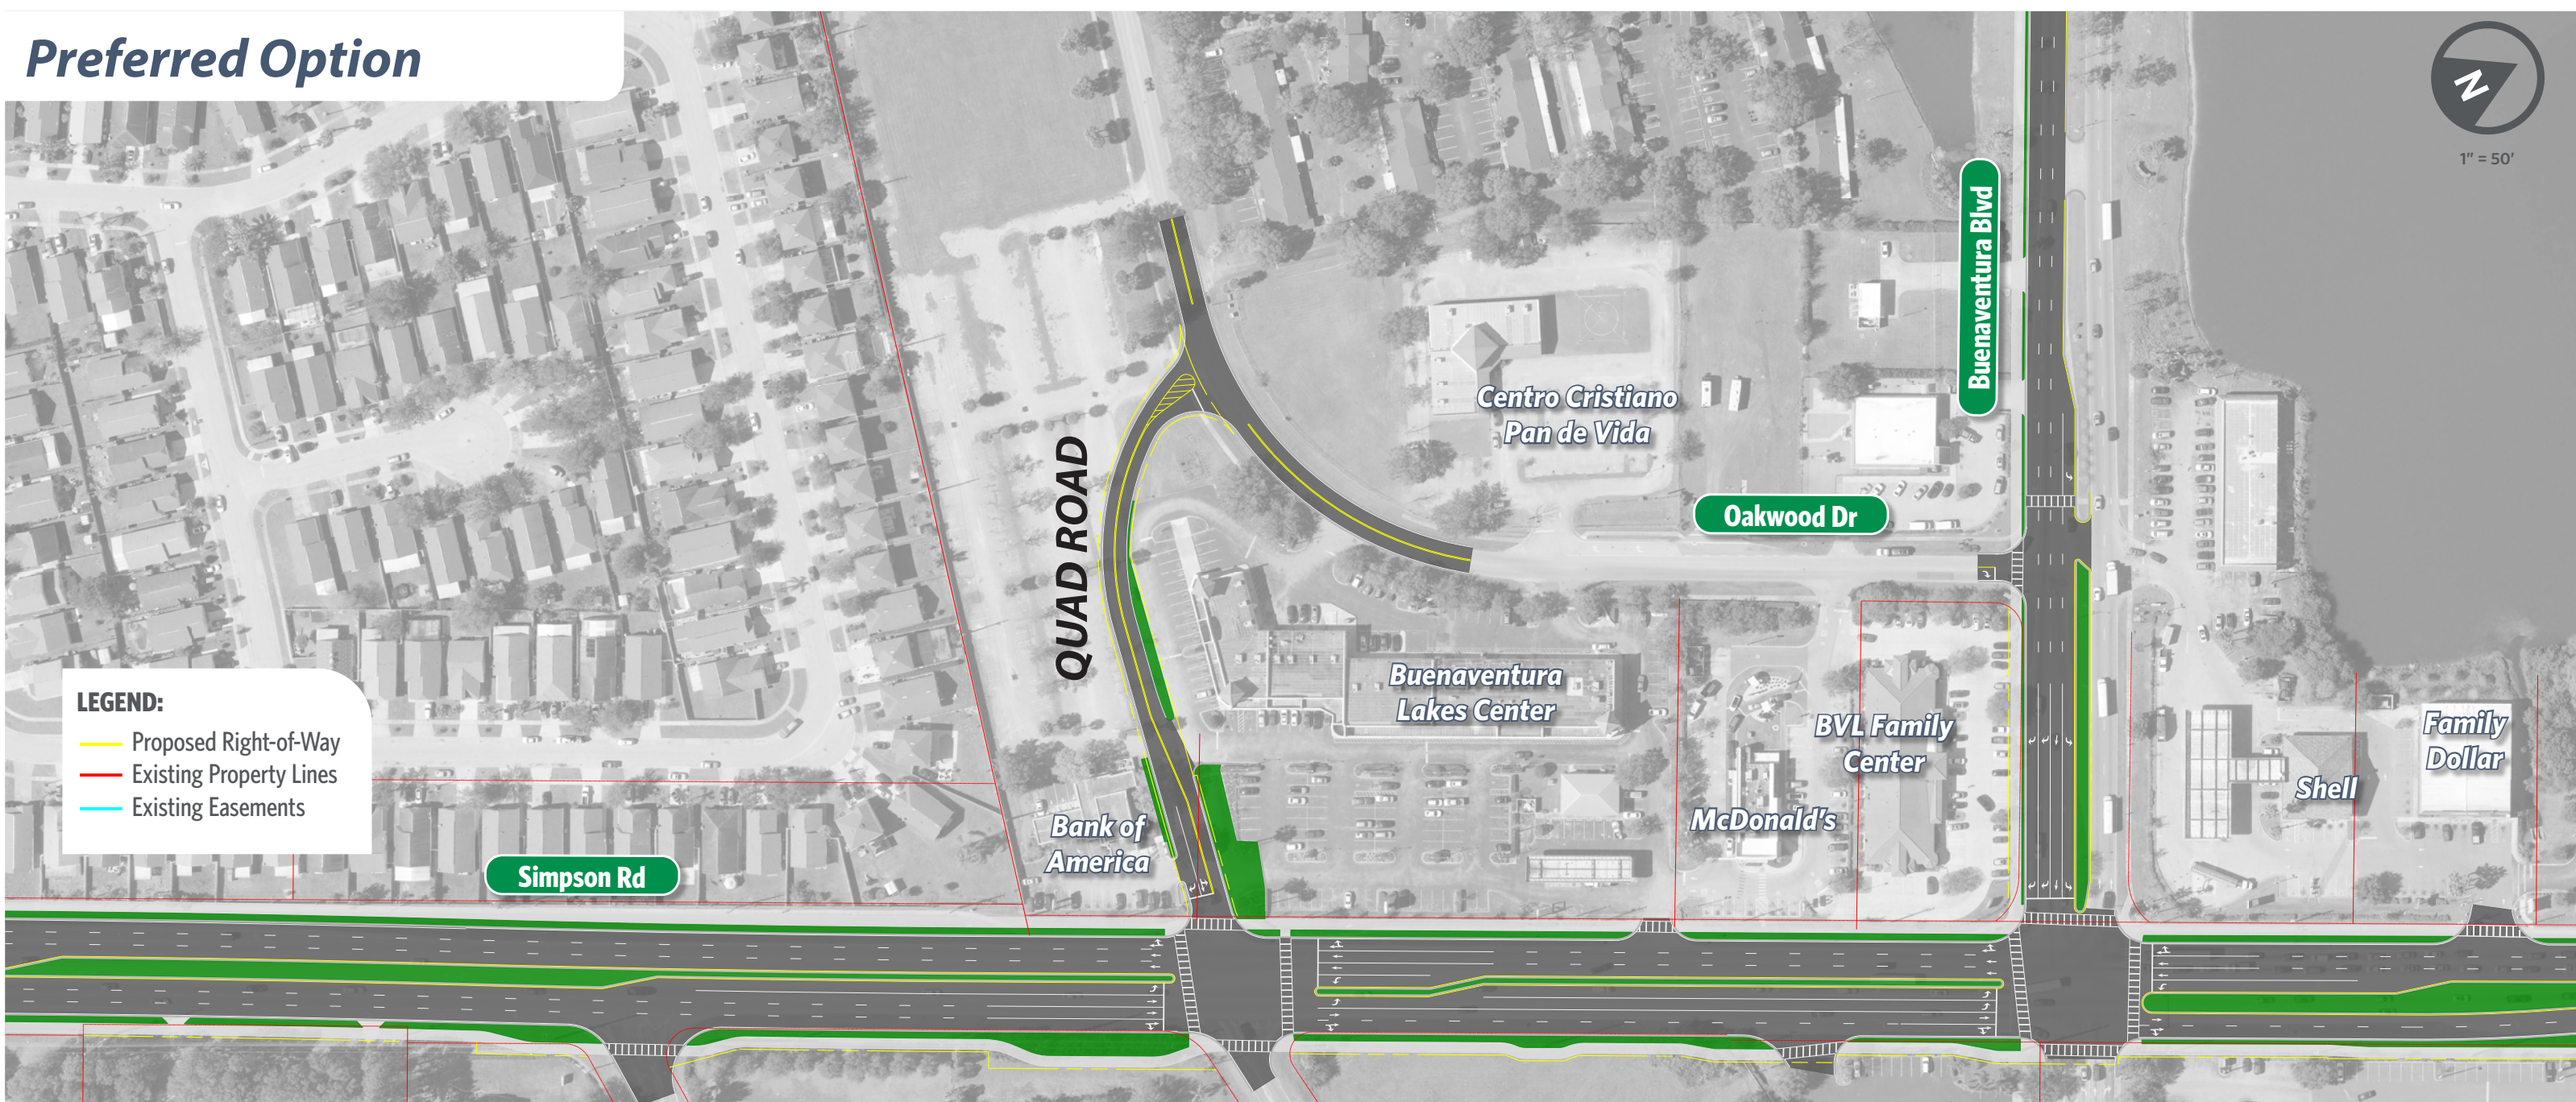 Preferred Option
N
1" = 50'
Buenaventura Blvd
Centro Cristiano
Pan de Vida
QUAD ROAD
Oakwood Dr
Buenaventura
Lakes Center
BVL Family
Center
McDonald's
Family
Dollar
Shell
Bank of
America
Simpson Rd
LEGEND:
Proposed Right-of-Way
Existing Property Lines
Existing Easements